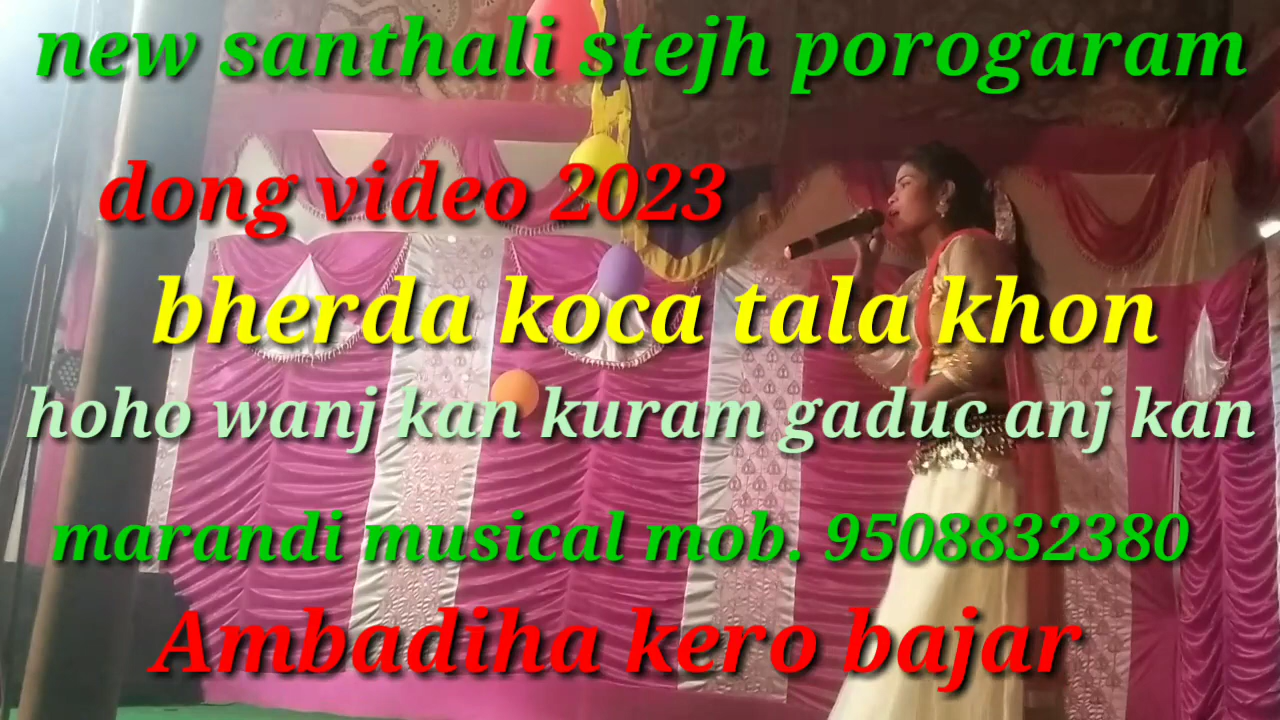 new santhali stejh porogaram
dong video 2023
bherda koca tala khon
hoho wanj kan kuram gaduc anj kan
marandi musical mob. 9508832380
Ambadiha kero bajar